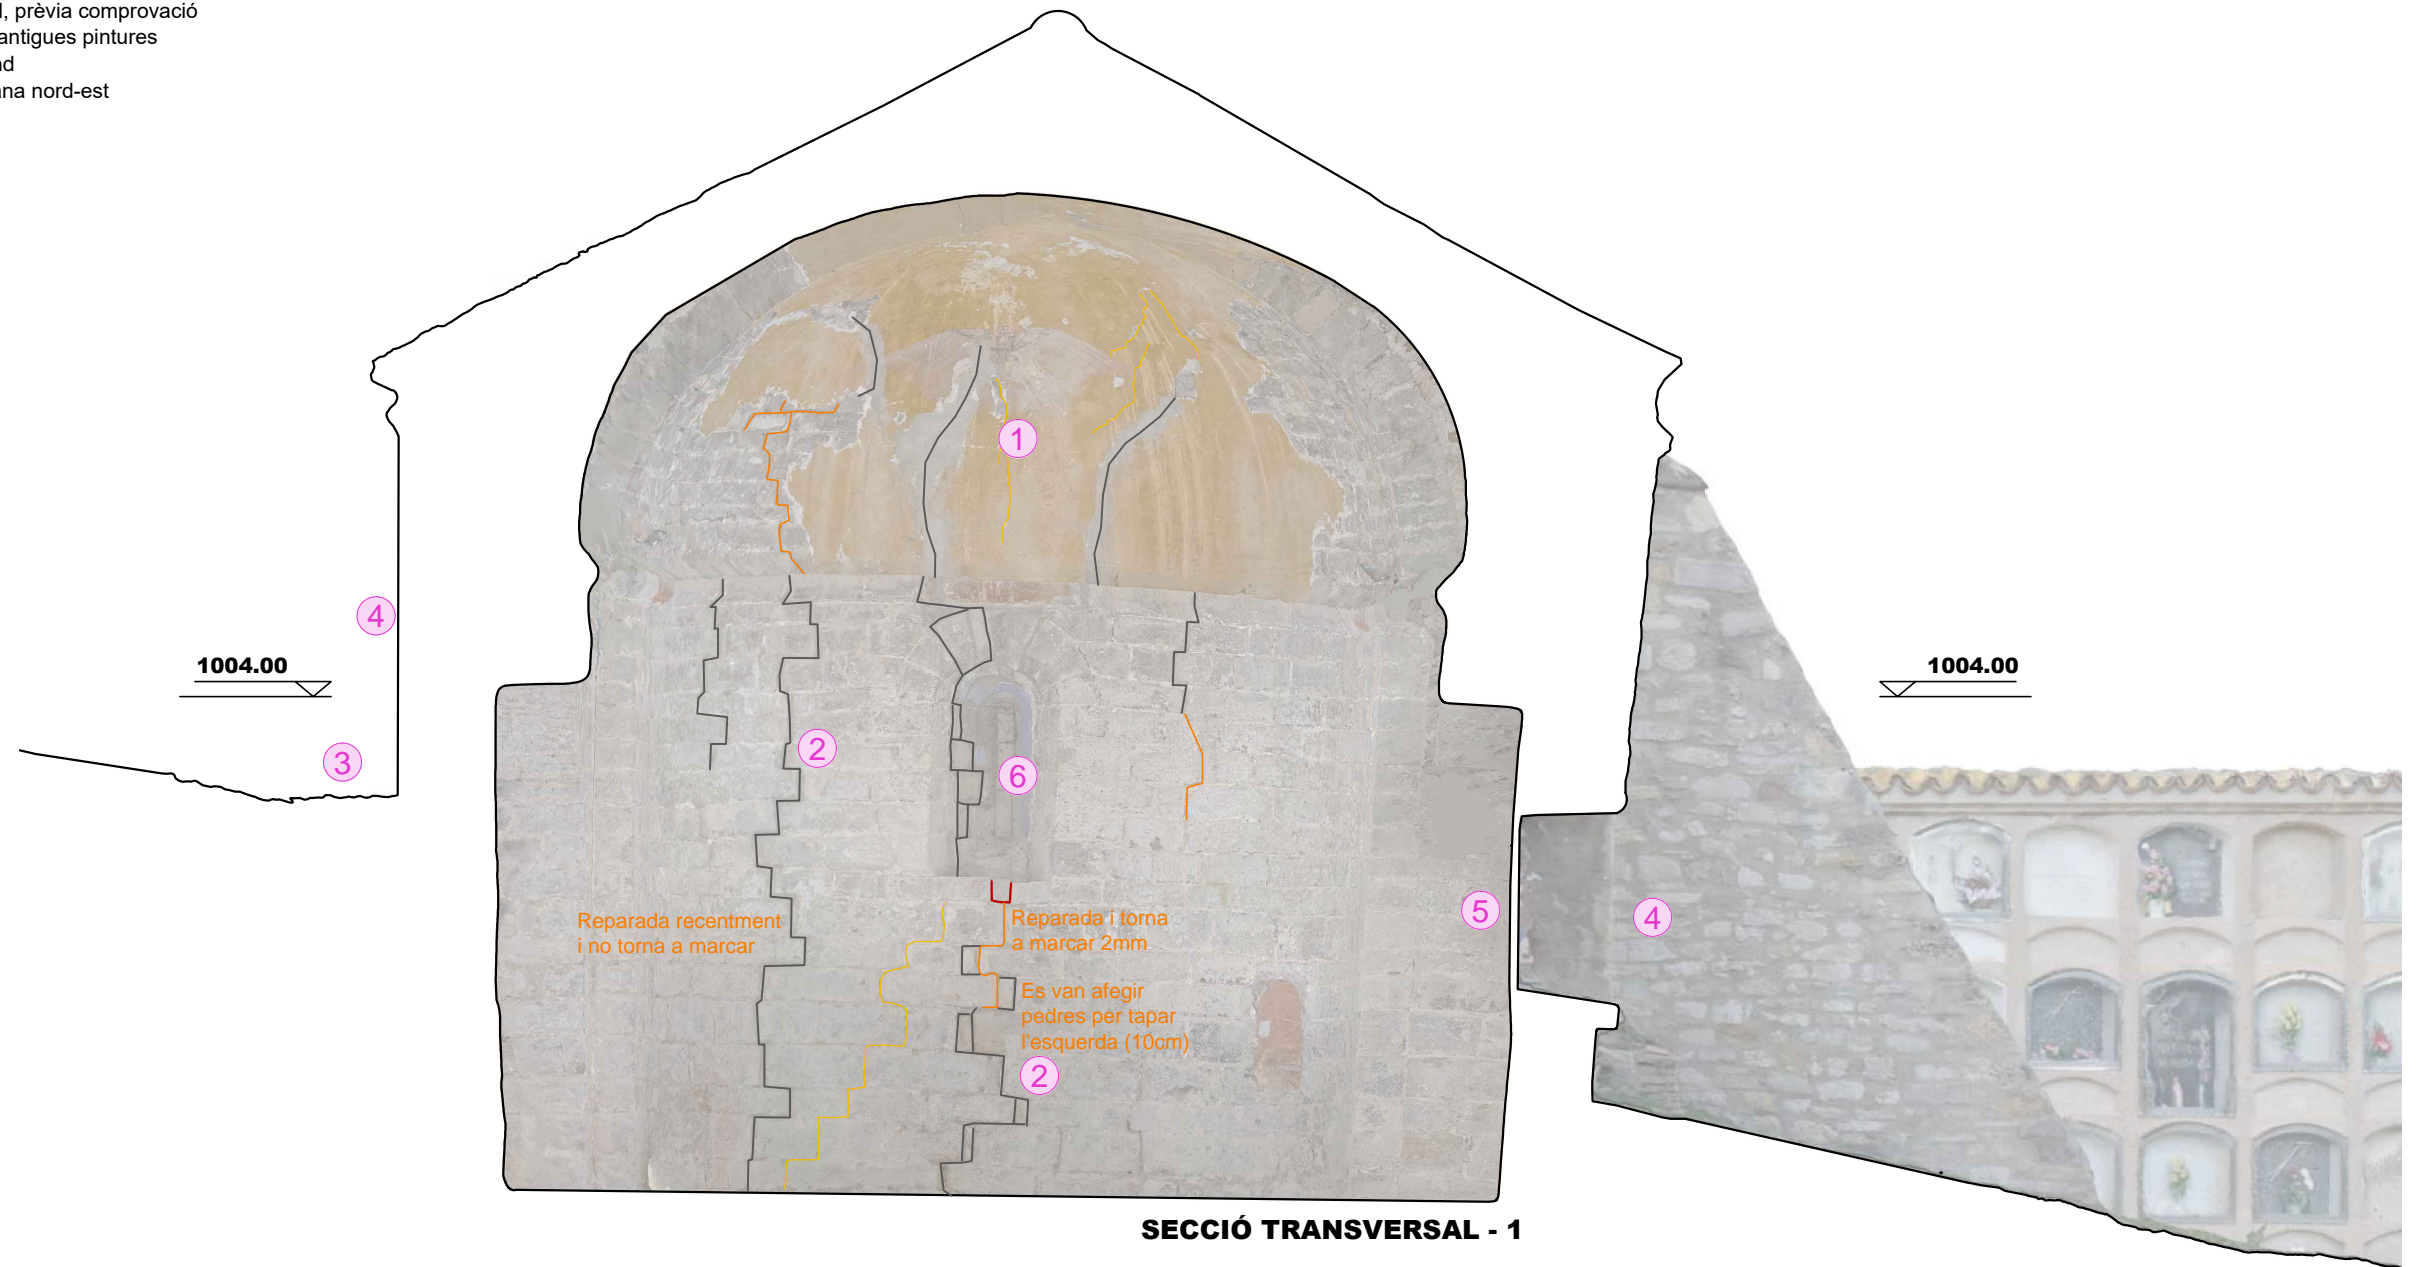 l, prèvia comprovació
antigues pintures
d
na nord-est
1
4
1004.00
1004.00
3
2
6
5
4
Reparada recentment
i no torna a marcar
Reparada i torna
a marcar 2mm
Es van afegir
pedres per tapar
l'esquerda (10cm)
2
SECCIÓ TRANSVERSAL - 1